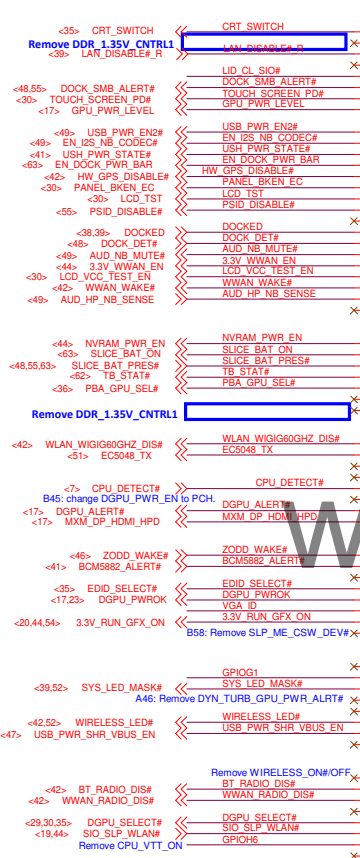 <35> CRT_SWITCH CRT_SWITCH
Remove DDR_1.35V_CNTRL1
<39> LAN_DISABLE#_R LAN_DISABLE#_R
LID_CL_SIO#
<48,55> DOCK_SMB_ALERT# DOCK_SMB_ALERT#
<30> TOUCH_SCREEN_PD# TOUCH_SCREEN_PD#
<17> GPU_PWR_LEVEL GPU_PWR_LEVEL
<49> USB_PWR_EN2# USB_PWR_EN2#
<49> EN_I2S_NB_CODEC# EN_I2S_NB_CODEC#
<41> USH_PWR_STATE# USH_PWR_STATE#
<63> EN_DOCK_PWR_BAR EN_DOCK_PWR_BAR
<42> HW_GPS_DISABLE# HW_GPS_DISABLE#
<30> PANEL_BKEN_EC PANEL_BKEN_EC
<30> LCD_TST LCD_TST
<55> PSID_DISABLE# PSID_DISABLE#
<38,39> DOCKED DOCKED
<48> DOCK_DET# DOCK_DET#
<49> AUD_NB_MUTE# AUD_NB_MUTE#
<44> 3.3V_WWAN_EN 3.3V_WWAN_EN
<30> LCD_VCC_TEST_EN LCD_VCC_TEST_EN
<42> WWAN_WAKE# WWAN_WAKE#
<49> AUD_HP_NB_SENSE AUD_HP_NB_SENSE
<44> NVRAM_PWR_EN NVRAM_PWR_EN
<63> SLICE_BAT_ON SLICE_BAT_ON
<48,55,63> SLICE_BAT_PRES# SLICE_BAT_PRES#
<62> TB_STAT# TB_STAT#
<36> PBA_GPU_SEL# PBA_GPU_SEL#
Remove DDR_1.35V_CNTRL1
<42> WLAN_WIGIG60GHZ_DIS# WLAN_WIGIG60GHZ_DIS#
<51> EC5048_TX EC5048_TX
<7> CPU_DETECT# CPU_DETECT#
B45: change DGPU_PWR_EN to PCH.
<17> DGPU_ALERT# DGPU_ALERT#
<17> MXM_DP_HDMI_HPD MXM_DP_HDMI_HPD
W
<46> ZODD_WAKE# ZODD_WAKE#
<41> BCM5882_ALERT# BCM5882_ALERT#
<35> EDID_SELECT# EDID_SELECT#
<17,23> DGPU_PWROK DGPU_PWROK
VGA_ID
<20,44,54> 3.3V_RUN_GFX_ON 3.3V_RUN_GFX_ON
B58: Remove SLP_ME_CSW_DEV#
GPIOG1
<39,52> SYS_LED_MASK# SYS_LED_MASK#
A46: Remove DYN_TURB_GPU_PWR_ALRT#
<42,52> WIRELESS_LED# WIRELESS_LED#
<47> USB_PWR_SHR_VBUS_EN USB_PWR_SHR_VBUS_EN
Remove WIRELESS_ON#/OFF
<42> BT_RADIO_DIS# BT_RADIO_DIS#
<42> WWAN_RADIO_DIS# WWAN_RADIO_DIS#
<29,30,35> DGPU_SELECT# DGPU_SELECT#
<19,44> SIO_SLP_WLAN# SIO_SLP_WLAN#
Remove CPU_VTT_ON GPIOH6